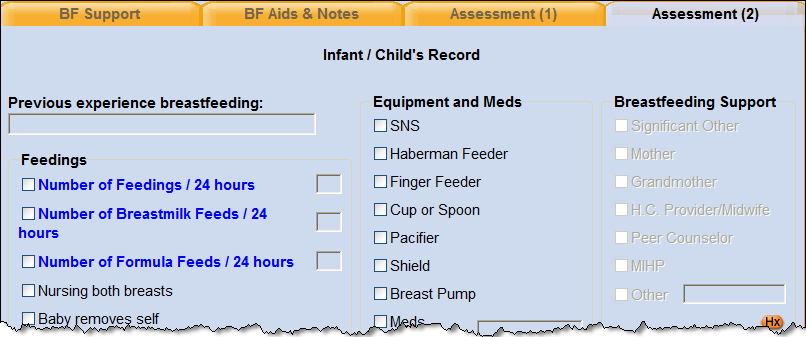 BF Support
BF Aids & Notes
Assessment (1)
Assessment (2)
Infant / Child's Record
Previous experience breastfeeding:
Feedings
Number of Feedings / 24 hours
Number of Breastmilk Feeds / 24
hours
Number of Formula Feeds / 24 hours
Nursing both breasts
Baby removes self
Equipment and Meds
SNS
Haberman Feeder
Finger Feeder
Cup or Spoon
Pacifier
Shield
Breast Pump
Meds
Breastfeeding Support
Significant Other
Mother
Grandmother
H.C. Provider/Midwife
Peer Counselor
MIHP
Other
Hx